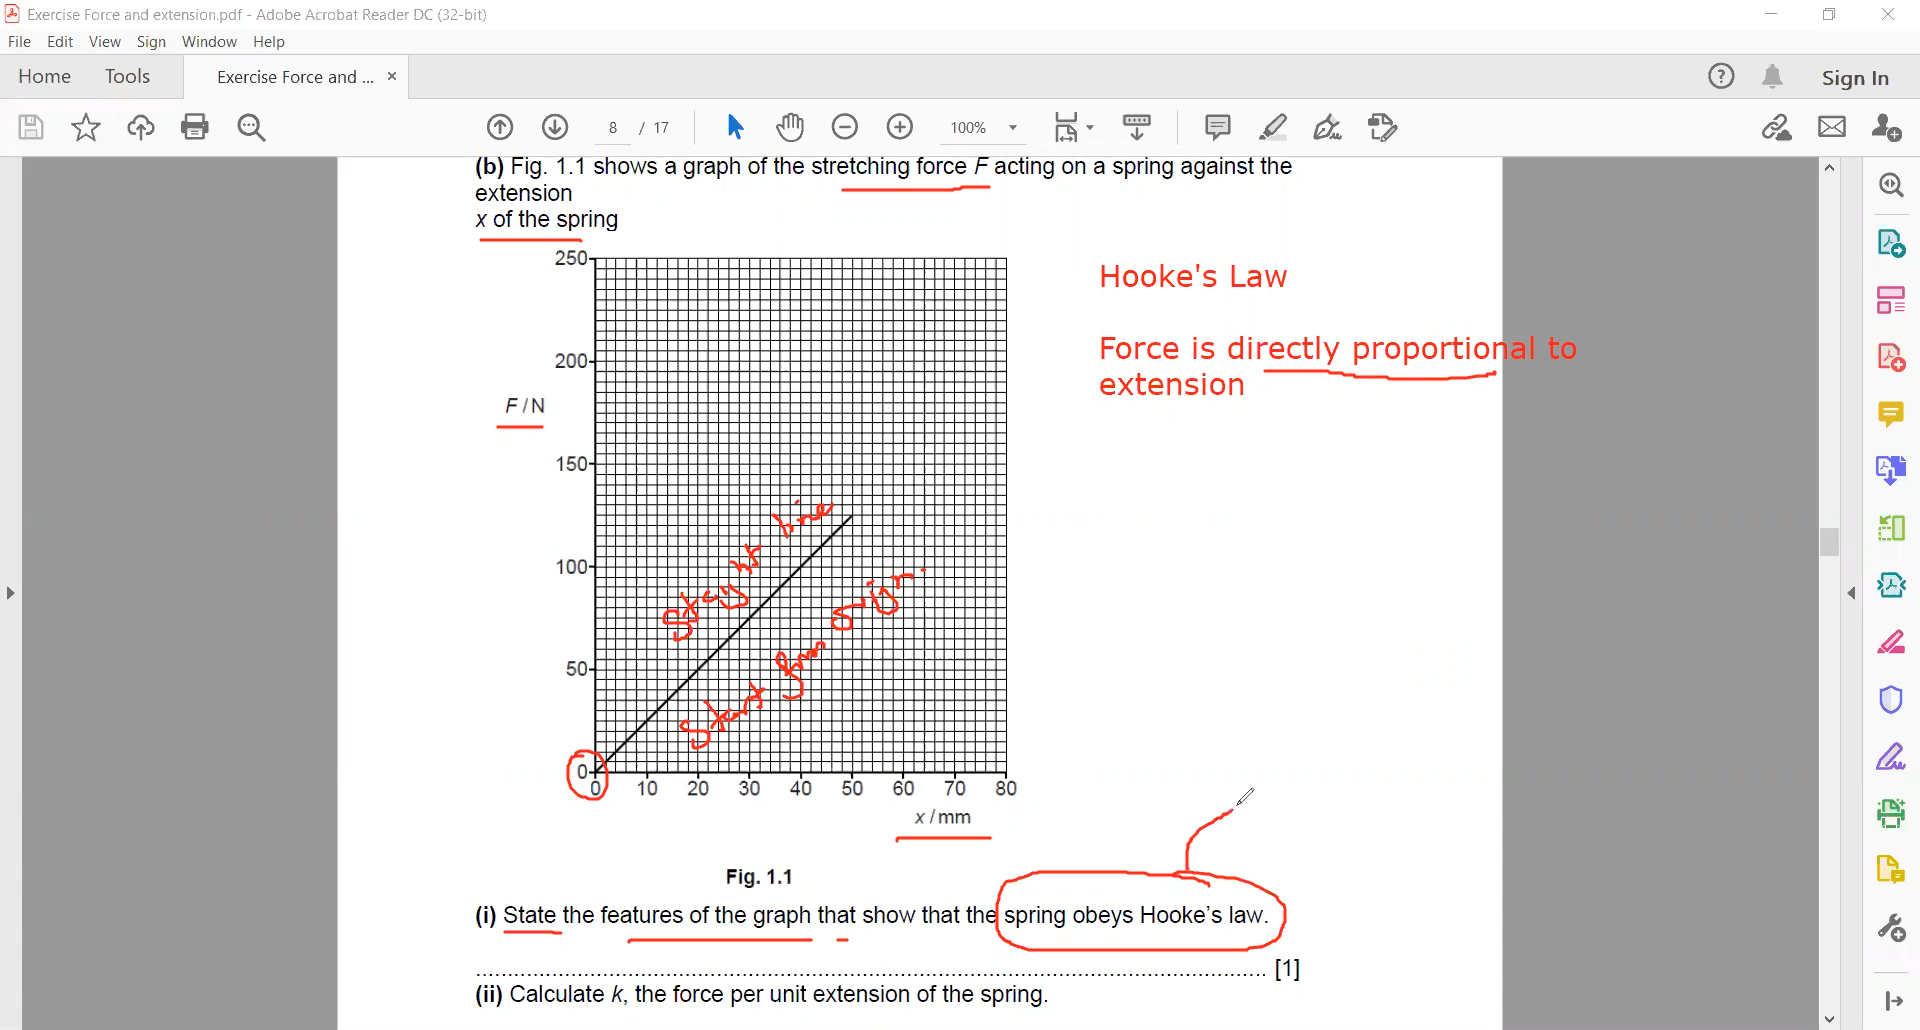 Exercise Force and extension.pdf - Adobe Acrobat Reader DC (32-bit)
File Edit View Sign Window Help
Home Tools Exercise Force and ... × Sign In
8 / 17 100%
(b) Fig. 1.1 shows a graph of the stretching force F acting on a spring against the
extension
x of the spring
250
200
F / N
150
100
50
0
0 10 20 30 40 50 60 70 80
x / mm
Straight line
Start from origin.
Hooke's Law
Force is directly proportional to
extension
Fig. 1.1
(i) State the features of the graph that show that the spring obeys Hooke's law.
[1]
(ii) Calculate k, the force per unit extension of the spring.